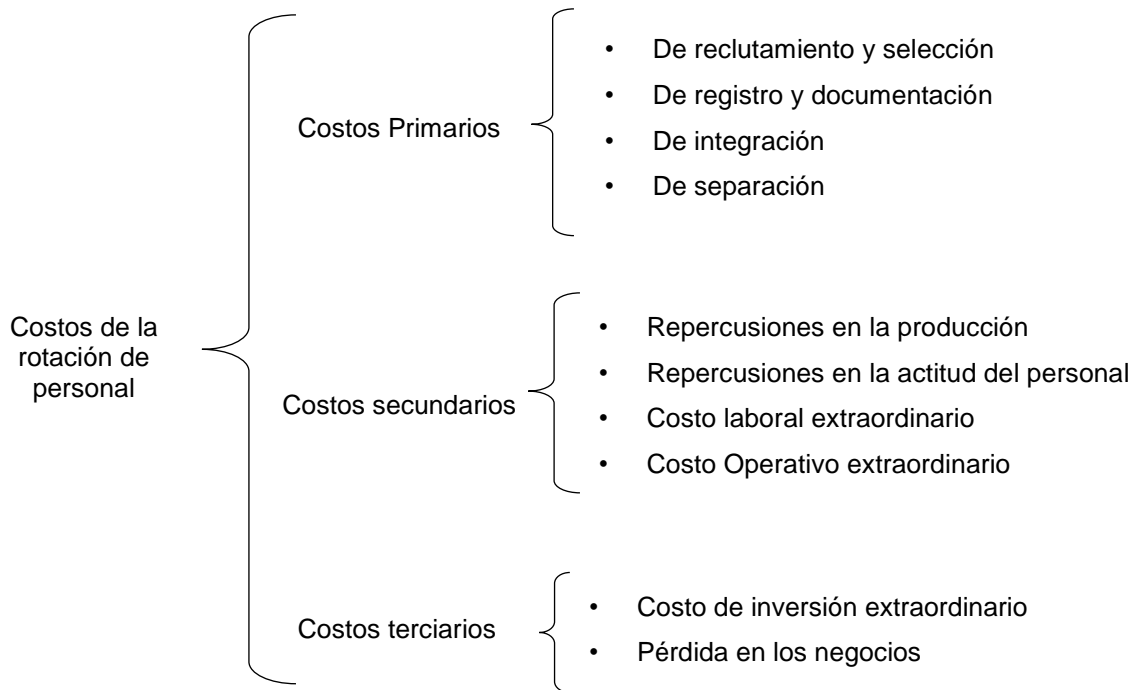 Costos de la
rotación de
personal
Costos Primarios
• De reclutamiento y selección
• De registro y documentación
• De integración
• De separación
Costos secundarios
• Repercusiones en la producción
• Repercusiones en la actitud del personal
• Costo laboral extraordinario
• Costo Operativo extraordinario
Costos terciarios
• Costo de inversión extraordinario
• Pérdida en los negocios